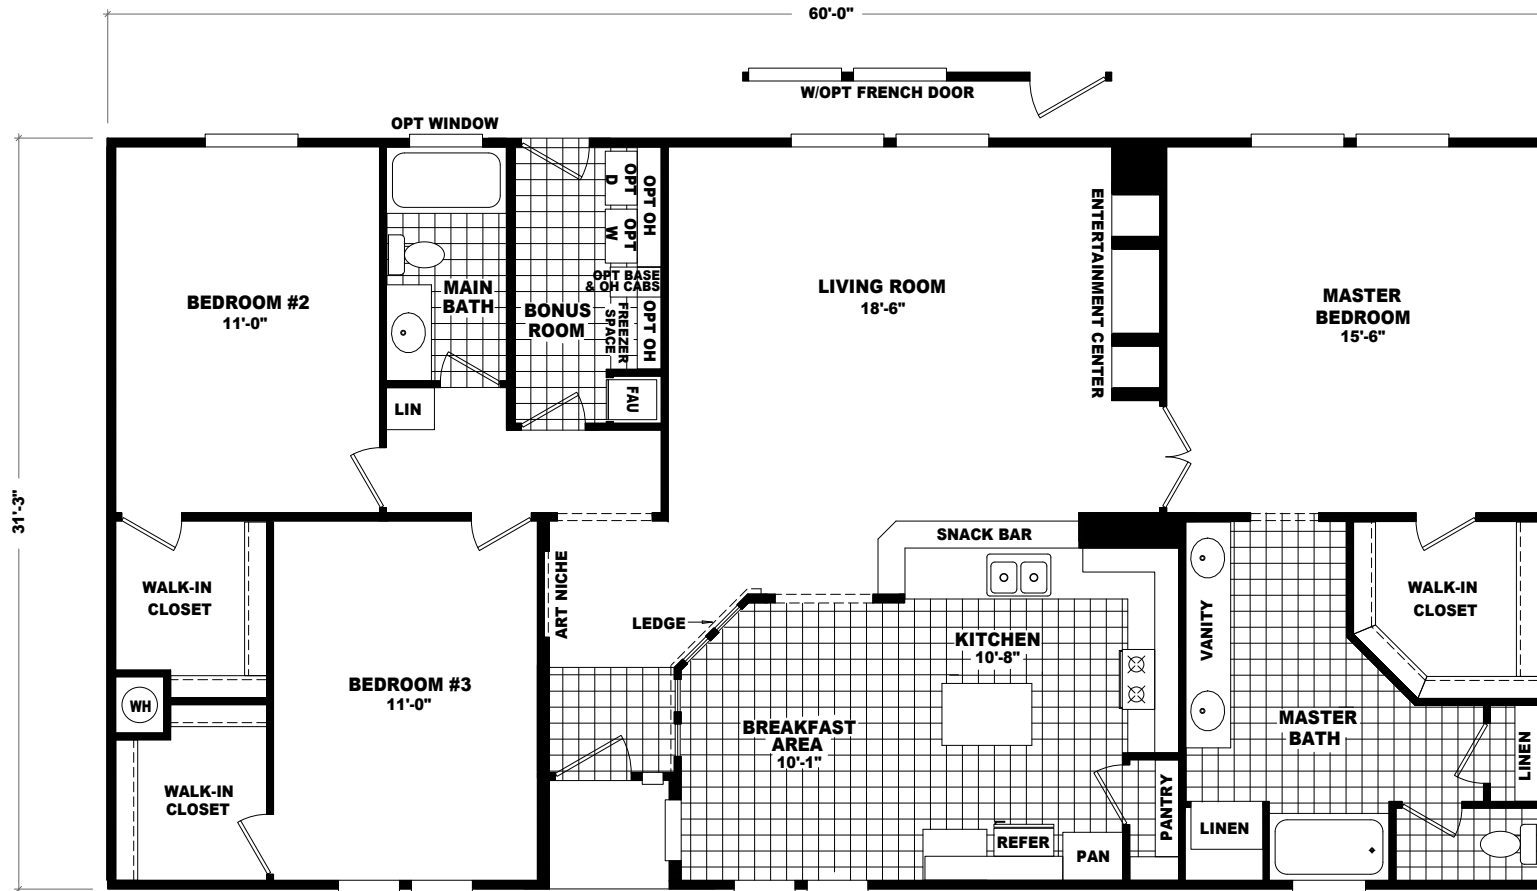 60'-0"
W/OPT FRENCH DOOR
OPT WINDOW
31'-3"
BEDROOM #2
11'-0"
MAIN
BATH
LIN
BONUS
ROOM
OPT
D
OPT
W
OPT OH
OPT BASE
& OH CABS
FREEZER
SPACE
OPT OH
FAU
LIVING ROOM
18'-6"
ENTERTAINMENT CENTER
MASTER
BEDROOM
15'-6"
WALK-IN
CLOSET
WH
WALK-IN
CLOSET
BEDROOM #3
11'-0"
ART NICHE
LEDGE
SNACK BAR
KITCHEN
10'-8"
BREAKFAST
AREA
10'-1"
REFER
PAN
PANTRY
VANITY
MASTER
BATH
WALK-IN
CLOSET
LINEN
LINEN